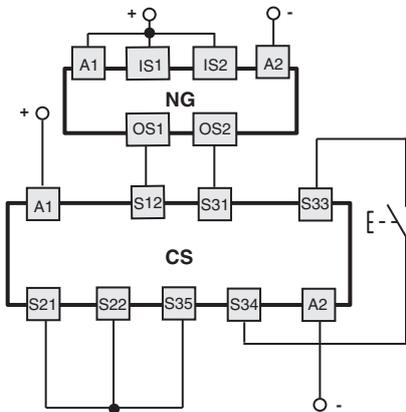 + -
A1 IS1 IS2 A2
NG
OS1 OS2
+
A1 S12 S31 S33
CS
S21 S22 S35 S34 A2
-